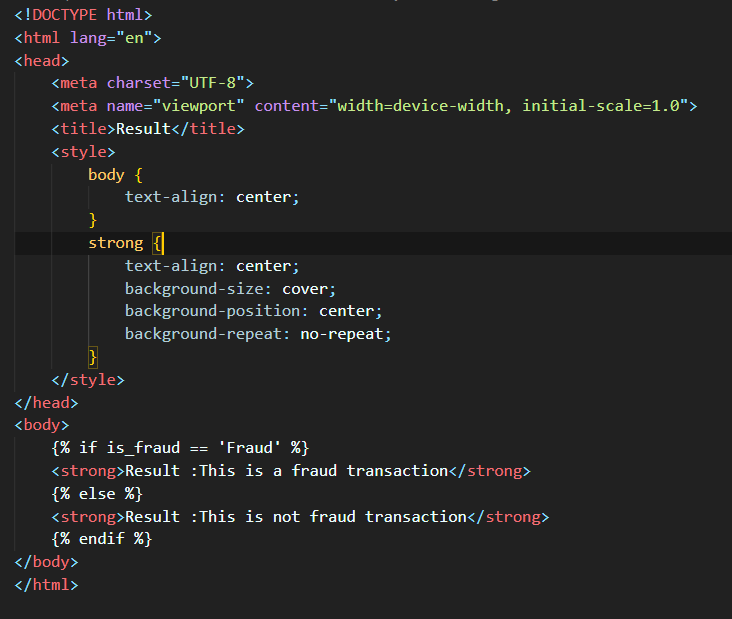 <!DOCTYPE html>
<html lang="en">
<head>
    <meta charset="UTF-8">
    <meta name="viewport" content="width=device-width, initial-scale=1.0">
    <title>Result</title>
    <style>
        body {
            text-align: center;
        }
        strong {
            text-align: center;
            background-size: cover;
            background-position: center;
            background-repeat: no-repeat;
        }
    </style>
</head>
<body>
    {% if is_fraud == 'Fraud' %}
    <strong>Result :This is a fraud transaction</strong>
    {% else %}
    <strong>Result :This is not fraud transaction</strong>
    {% endif %}
</body>
</html>